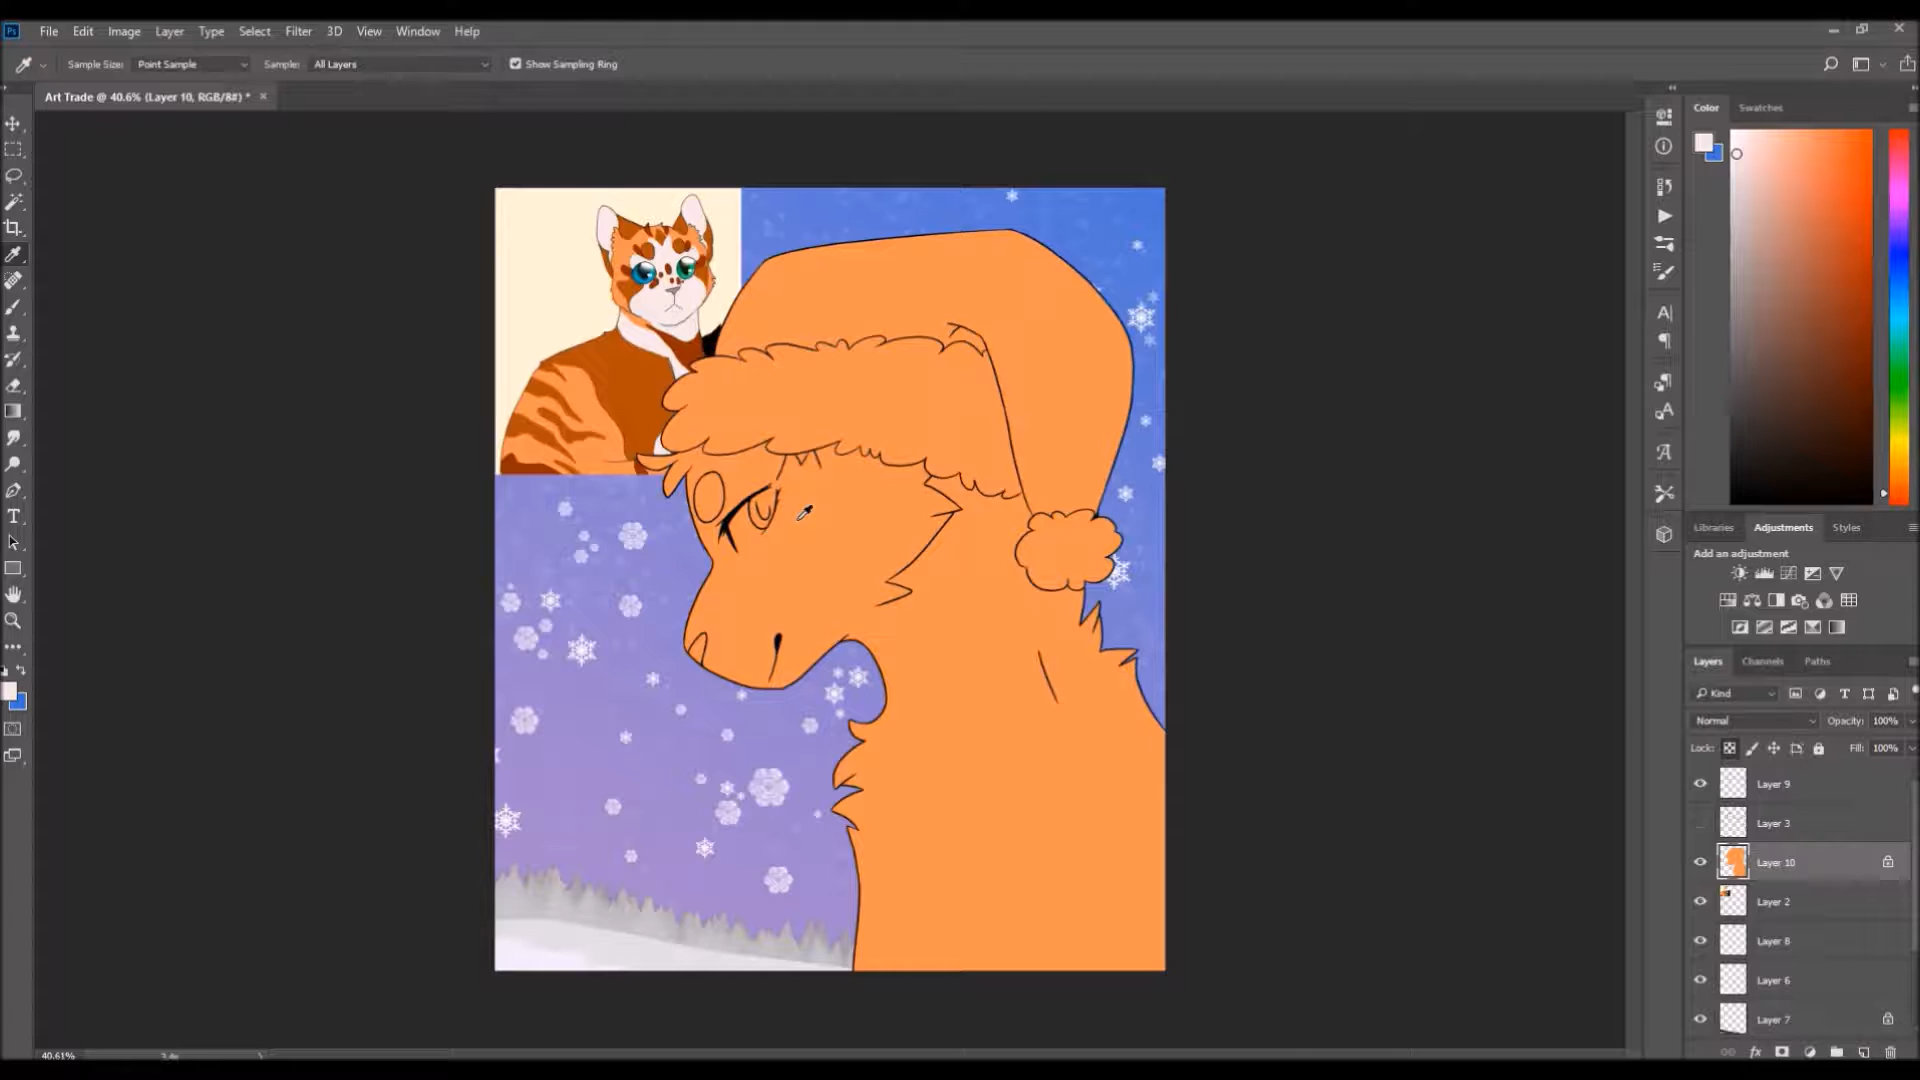 Ps File Edit Image Layer Type Select Filter 3D View Window Help
Sample Size: Point Sample Sample: All Layers Show Sampling Ring
Art Trade @ 40.6% (Layer 10, RGB/8#) * ×
Color Swatches
Libraries Adjustments Styles
Add an adjustment
Layers Channels Paths
Kind
Normal Opacity: 100%
Lock: Fill: 100%
Layer 9
Layer 3
Layer 10
Layer 2
Layer 8
Layer 6
Layer 7
40.61%